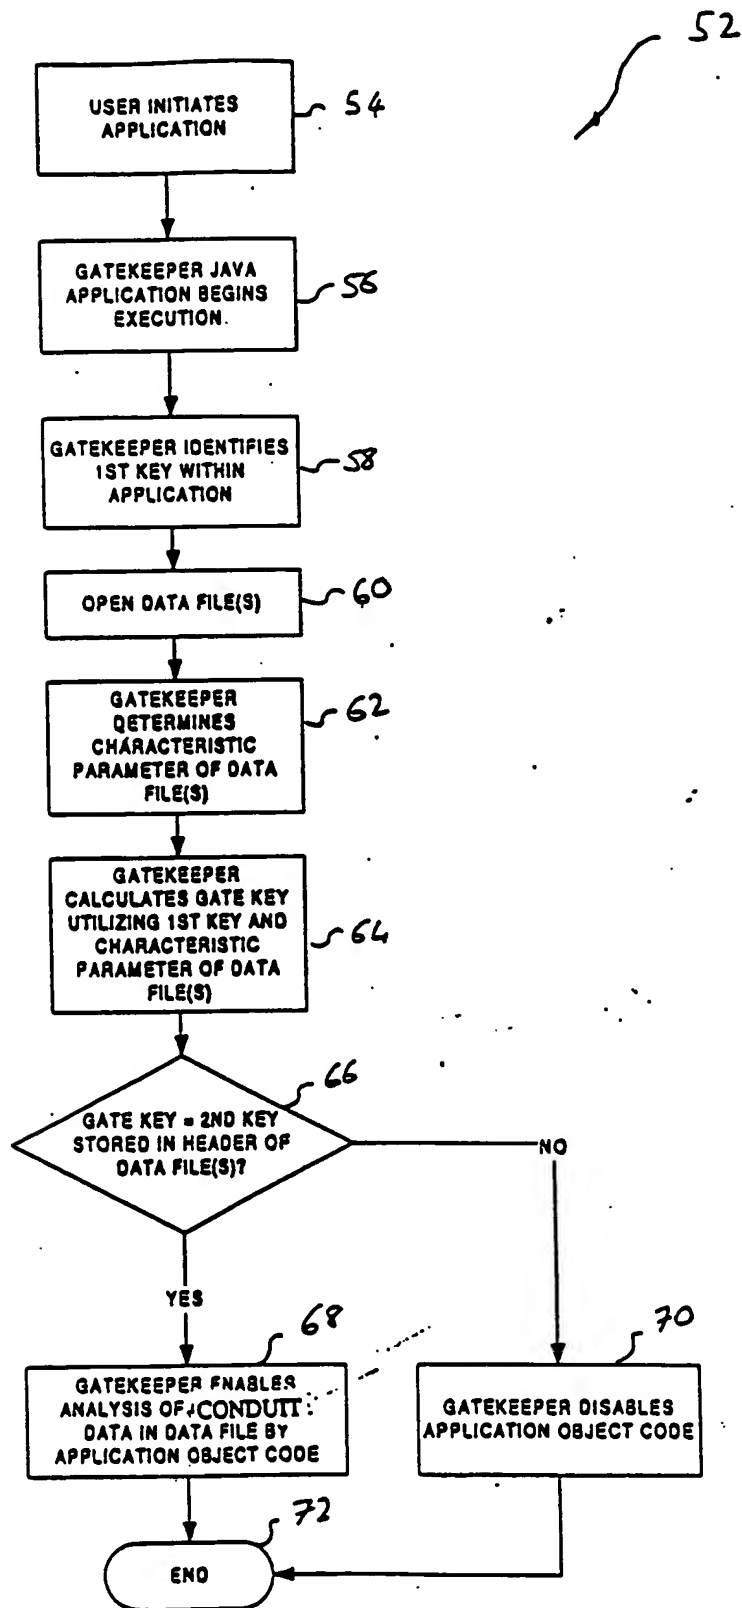 52
USER INITIATES
APPLICATION
54
GATEKEEPER JAVA
APPLICATION BEGINS
EXECUTION.
56
GATEKEEPER IDENTIFIES
1ST KEY WITHIN
APPLICATION
58
OPEN DATA FILE(S)
60
GATEKEEPER
DETERMINES
CHARACTERISTIC
PARAMETER OF DATA
FILE(S)
62
GATEKEEPER
CALCULATES GATE KEY
UTILIZING 1ST KEY AND
CHARACTERISTIC
PARAMETER OF DATA
FILE(S)
64
66
GATE KEY = 2ND KEY
STORED IN HEADER OF
DATA FILE(S)?
NO
YES
68
70
GATEKEEPER ENABLES
ANALYSIS OF CONDUIT
DATA IN DATA FILE BY
APPLICATION OBJECT CODE
GATEKEEPER DISABLES
APPLICATION OBJECT CODE
72
END